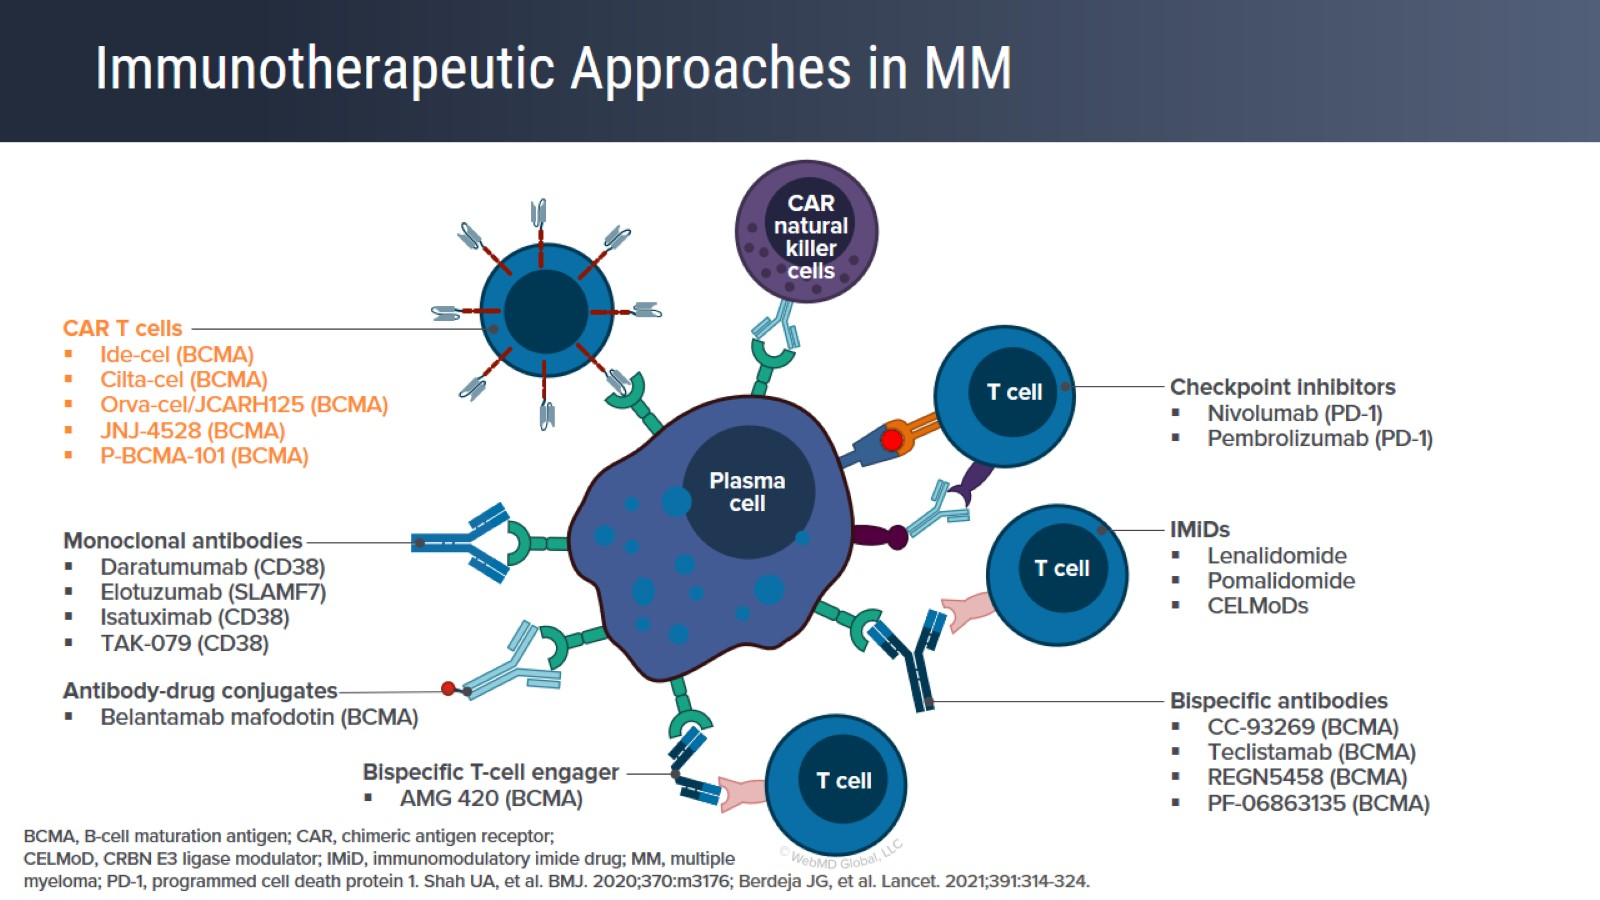 Immunotherapeutic Approaches in MM
CAR
natural
killer
cells
CAR T cells
▪ Ide-cel (BCMA)
▪ Cilta-cel (BCMA)
▪ Orva-cel/JCARH125 (BCMA)
▪ JNJ-4528 (BCMA)
▪ P-BCMA-101 (BCMA)
T cell
Checkpoint inhibitors
▪ Nivolumab (PD-1)
▪ Pembrolizumab (PD-1)
Plasma
cell
Monoclonal antibodies
▪ Daratumumab (CD38)
▪ Elotuzumab (SLAMF7)
▪ Isatuximab (CD38)
▪ TAK-079 (CD38)
T cell
IMiDs
▪ Lenalidomide
▪ Pomalidomide
▪ CELMoDs
Antibody-drug conjugates
▪ Belantamab mafodotin (BCMA)
Bispecific antibodies
▪ CC-93269 (BCMA)
▪ Teclistamab (BCMA)
▪ REGN5458 (BCMA)
▪ PF-06863135 (BCMA)
Bispecific T-cell engager
▪ AMG 420 (BCMA)
T cell
© WebMD Global, LLC
BCMA, B-cell maturation antigen; CAR, chimeric antigen receptor;
CELMoD, CRBN E3 ligase modulator; IMiD, immunomodulatory imide drug; MM, multiple
myeloma; PD-1, programmed cell death protein 1. Shah UA, et al. BMJ. 2020;370:m3176; Berdeja JG, et al. Lancet. 2021;391:314-324.